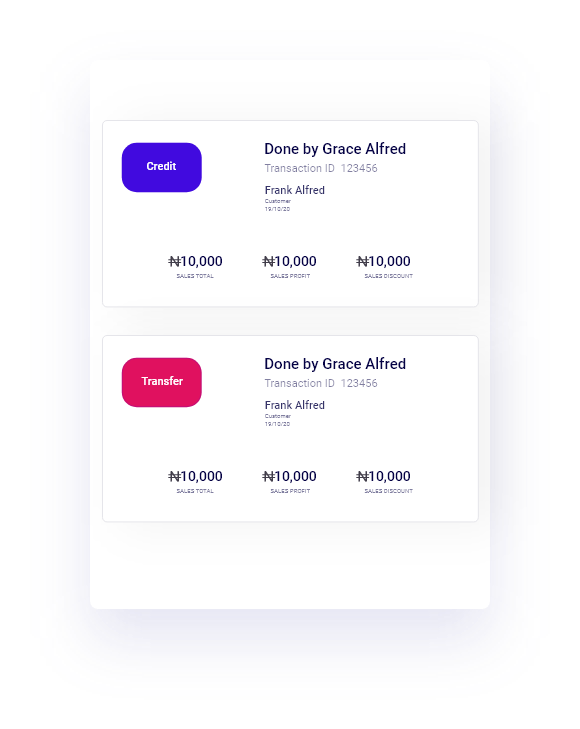 Credit
Done by Grace Alfred
Transaction ID 123456
Frank Alfred
Customer
19/10/20
₦10,000 ₦10,000 ₦10,000
SALES TOTAL SALES PROFIT SALES DISCOUNT
Transfer
Done by Grace Alfred
Transaction ID 123456
Frank Alfred
Customer
19/10/20
₦10,000 ₦10,000 ₦10,000
SALES TOTAL SALES PROFIT SALES DISCOUNT